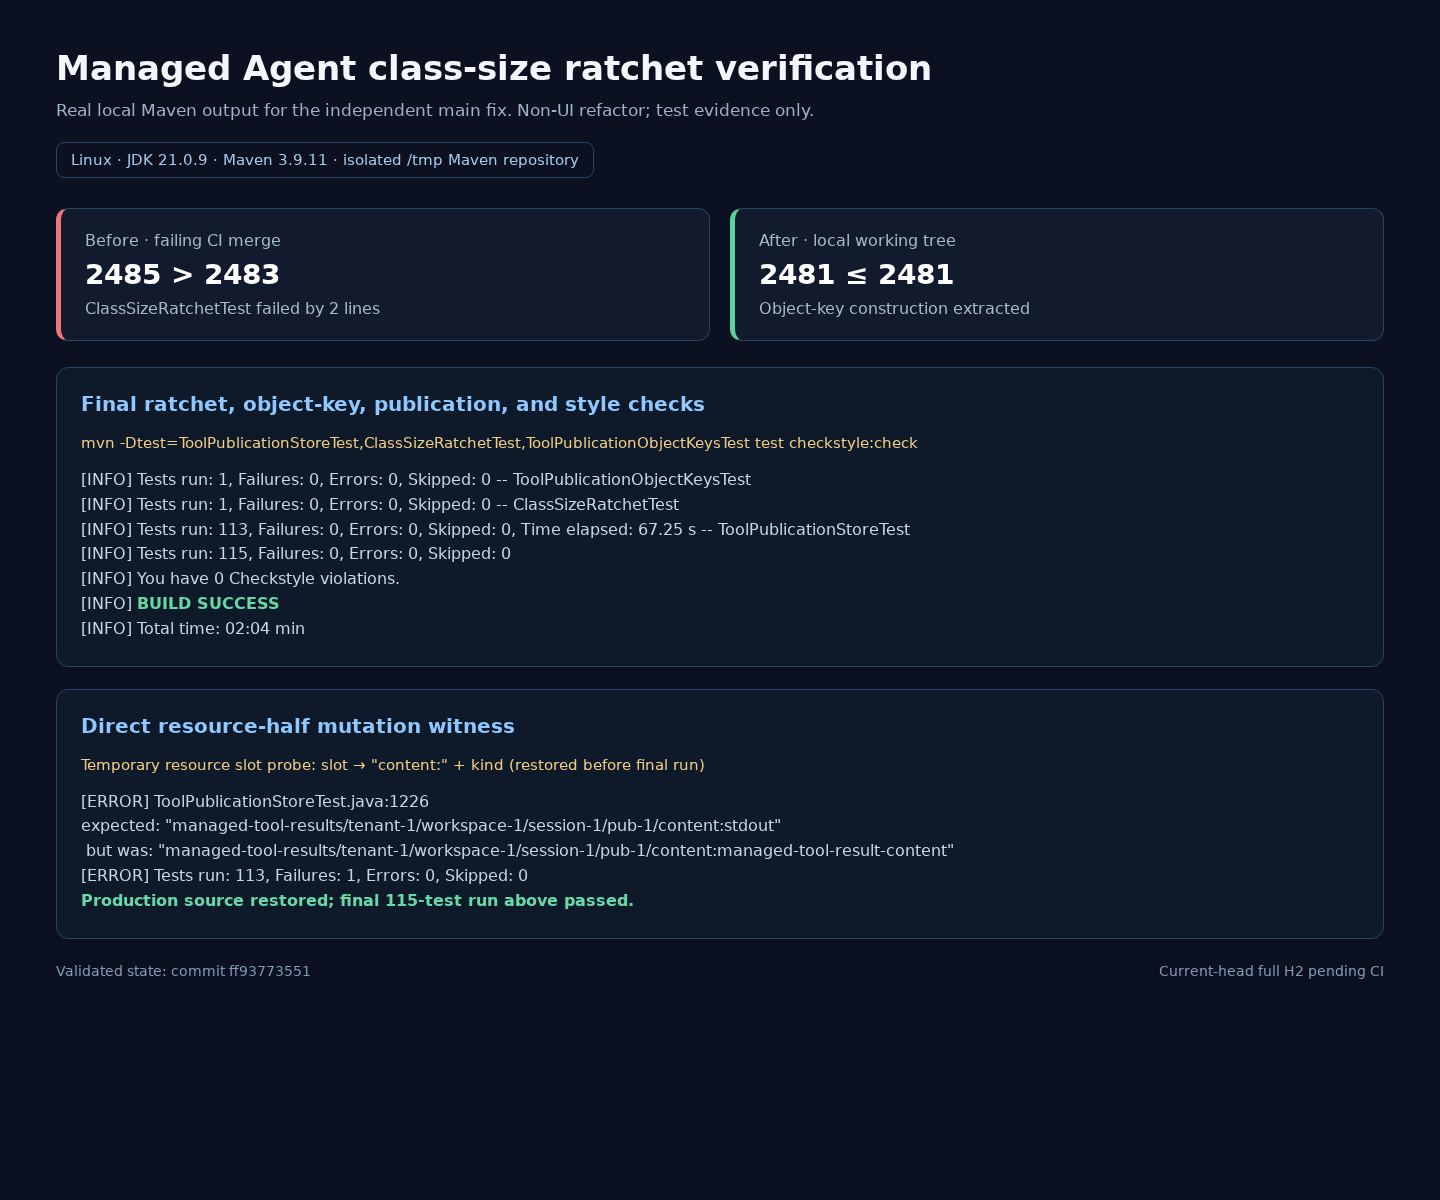 Managed Agent class-size ratchet verification
Real local Maven output for the independent main fix. Non-UI refactor; test evidence only.
Linux · JDK 21.0.9 · Maven 3.9.11 · isolated /tmp Maven repository
Before · failing CI merge
2485 > 2483
ClassSizeRatchetTest failed by 2 lines
After · local working tree
2481 ≤ 2481
Object-key construction extracted
Final ratchet, object-key, publication, and style checks
mvn -Dtest=ToolPublicationStoreTest,ClassSizeRatchetTest,ToolPublicationObjectKeysTest test checkstyle:check
[INFO] Tests run: 1, Failures: 0, Errors: 0, Skipped: 0 -- ToolPublicationObjectKeysTest
[INFO] Tests run: 1, Failures: 0, Errors: 0, Skipped: 0 -- ClassSizeRatchetTest
[INFO] Tests run: 113, Failures: 0, Errors: 0, Skipped: 0, Time elapsed: 67.25 s -- ToolPublicationStoreTest
[INFO] Tests run: 115, Failures: 0, Errors: 0, Skipped: 0
[INFO] You have 0 Checkstyle violations.
[INFO] BUILD SUCCESS
[INFO] Total time: 02:04 min
Direct resource-half mutation witness
Temporary resource slot probe: slot → "content:" + kind (restored before final run)
[ERROR] ToolPublicationStoreTest.java:1226
expected: "managed-tool-results/tenant-1/workspace-1/session-1/pub-1/content:stdout"
but was: "managed-tool-results/tenant-1/workspace-1/session-1/pub-1/content:managed-tool-result-content"
[ERROR] Tests run: 113, Failures: 1, Errors: 0, Skipped: 0
Production source restored; final 115-test run above passed.
Validated state: commit ff93773551
Current-head full H2 pending CI